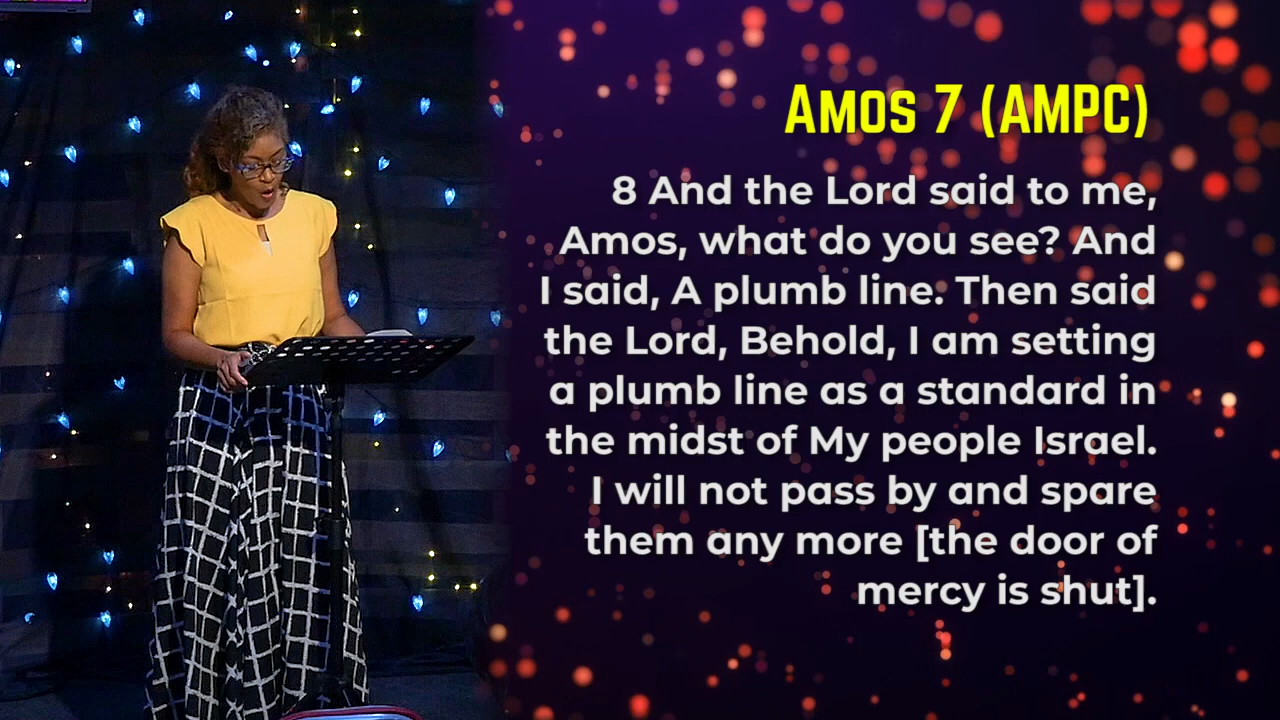 Amos 7 (AMPC)
8 And the Lord said to me,
Amos, what do you see? And
I said, A plumb line. Then said
the Lord, Behold, I am setting
a plumb line as a standard in
the midst of My people Israel.
I will not pass by and spare
them any more [the door of
mercy is shut].